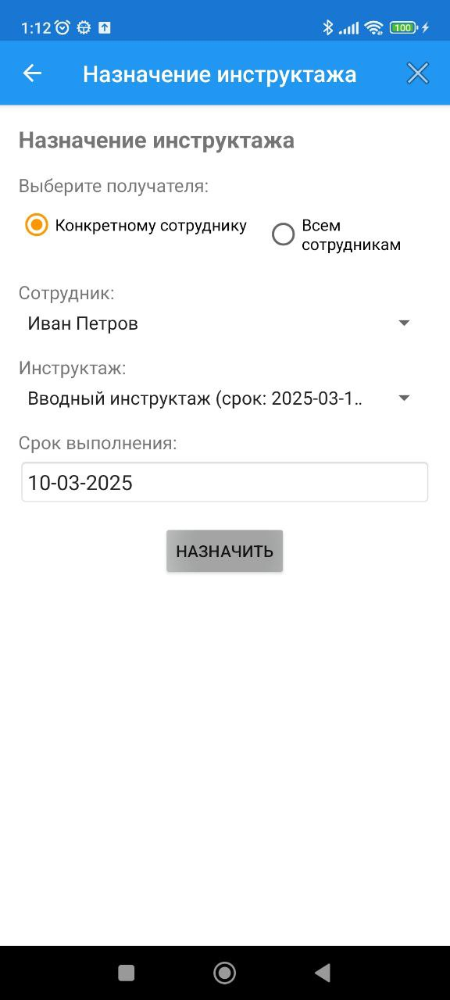 1:12
100
Назначение инструктажа
Назначение инструктажа
Выберите получателя:
Конкретному сотруднику
Всем
сотрудникам
Сотрудник:
Иван Петров
Инструктаж:
Вводный инструктаж (срок: 2025-03-1..
Срок выполнения:
10-03-2025
НАЗНАЧИТЬ